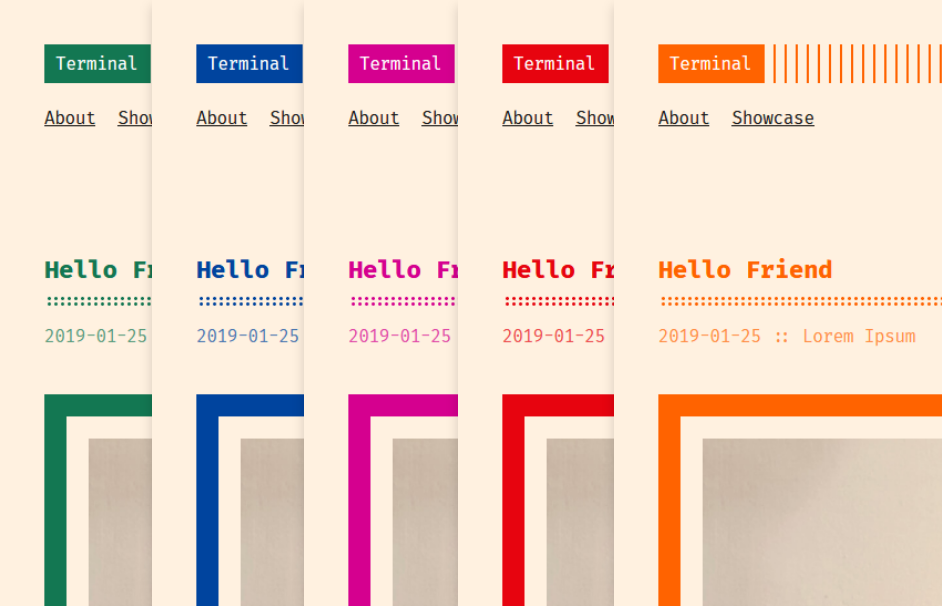 Terminal Terminal Terminal Terminal Terminal
About Show About Show About Show About Show About Showcase
Hello Fr Hello Fr Hello Fr Hello Fr Hello Friend
2019-01-25 2019-01-25 2019-01-25 2019-01-25 2019-01-25 :: Lorem Ipsum